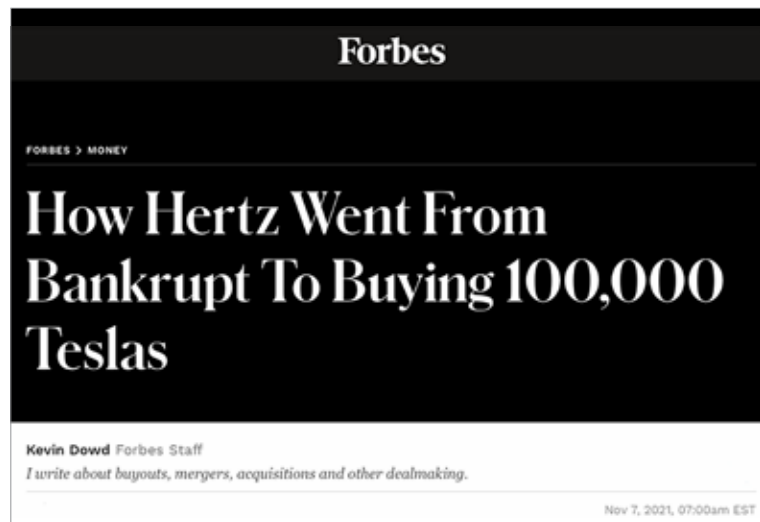 Forbes
FORBES > MONEY
How Hertz Went From
Bankrupt To Buying 100,000
Teslas
Kevin Dowd Forbes Staff
I write about buyouts, mergers, acquisitions and other dealmaking.
Nov 7, 2021, 07:00am EST